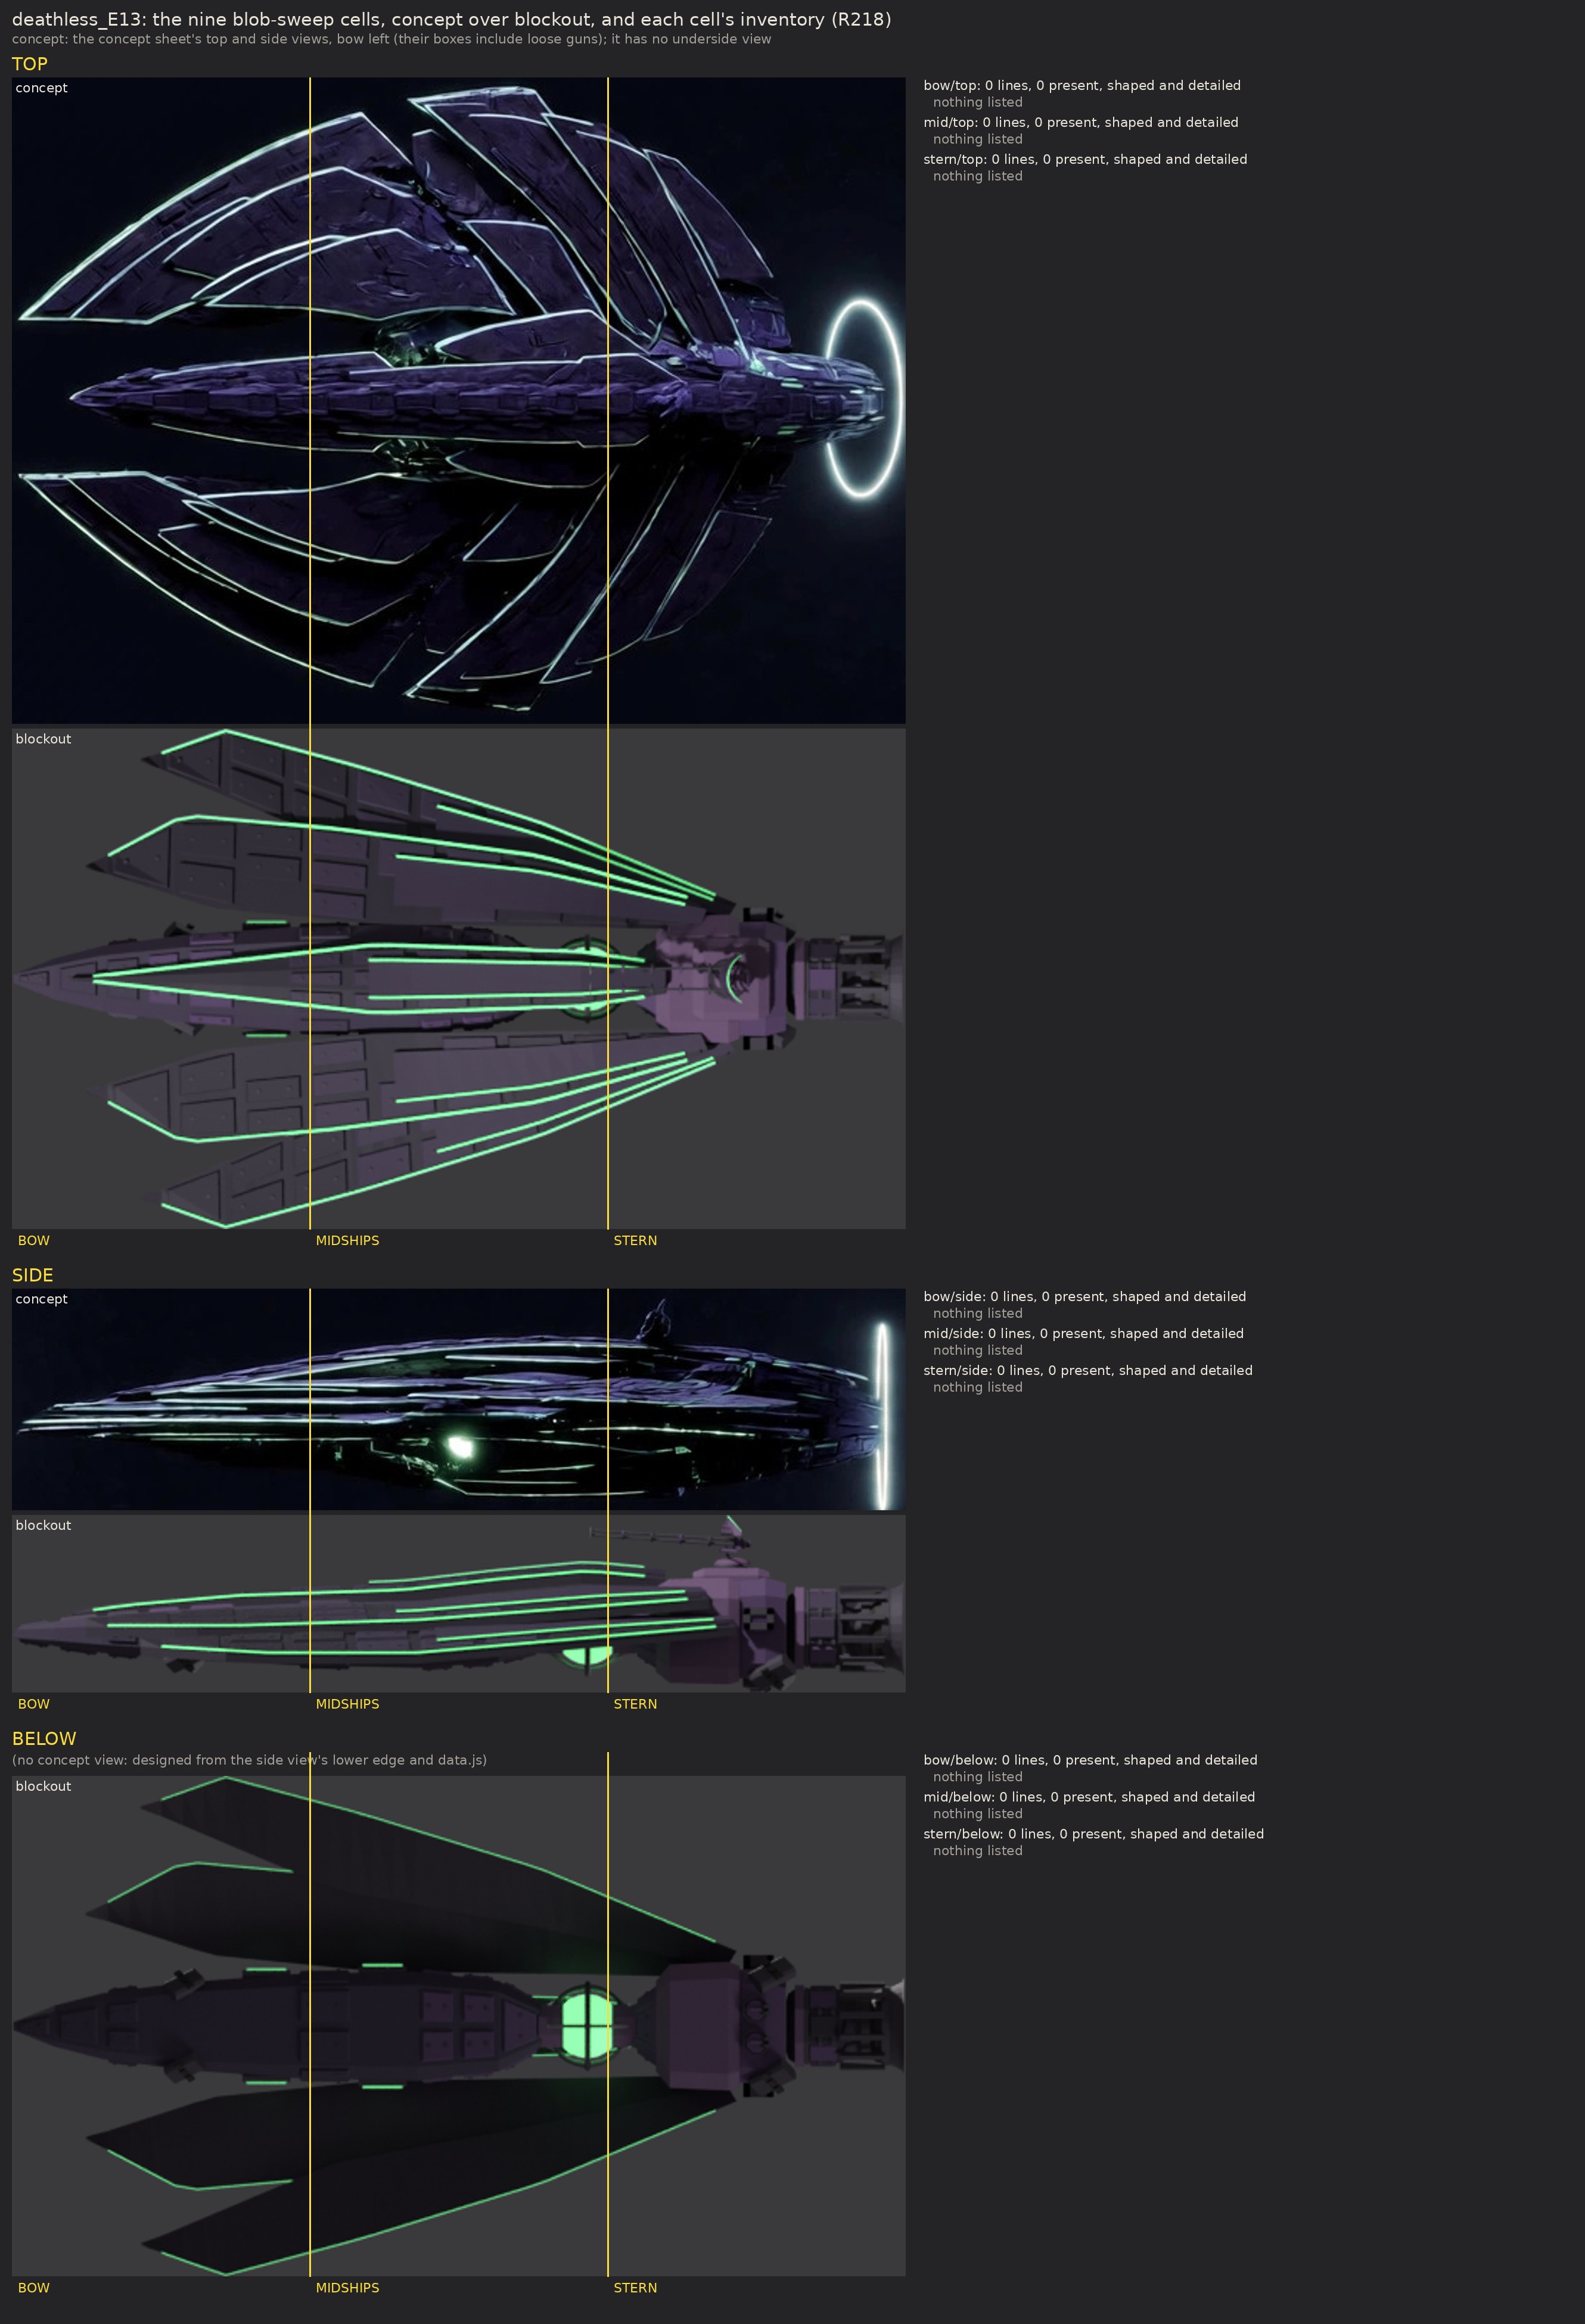 deathless_E13: the nine blob-sweep cells, concept over blockout, and each cell's inventory (R218)
concept: the concept sheet's top and side views, bow left (their boxes include loose guns); it has no underside view
TOP
concept
bow/top: 0 lines, 0 present, shaped and detailed
nothing listed
mid/top: 0 lines, 0 present, shaped and detailed
nothing listed
stern/top: 0 lines, 0 present, shaped and detailed
nothing listed
blockout
BOW
MIDSHIPS
STERN
SIDE
concept
bow/side: 0 lines, 0 present, shaped and detailed
nothing listed
mid/side: 0 lines, 0 present, shaped and detailed
nothing listed
stern/side: 0 lines, 0 present, shaped and detailed
nothing listed
blockout
BOW
MIDSHIPS
STERN
BELOW
(no concept view: designed from the side view's lower edge and data.js)
bow/below: 0 lines, 0 present, shaped and detailed
nothing listed
mid/below: 0 lines, 0 present, shaped and detailed
nothing listed
stern/below: 0 lines, 0 present, shaped and detailed
nothing listed
blockout
BOW
MIDSHIPS
STERN